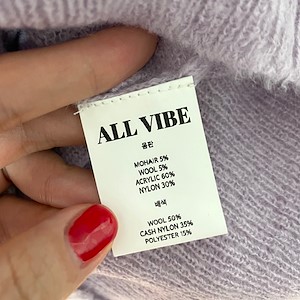 ALL VIBE
몸판
MOHAIR 5%
WOOL 5%
ACRYLIC 60%
NYLON 30%
배색
WOOL 50%
CASH NYLON 35%
POLYESTER 15%